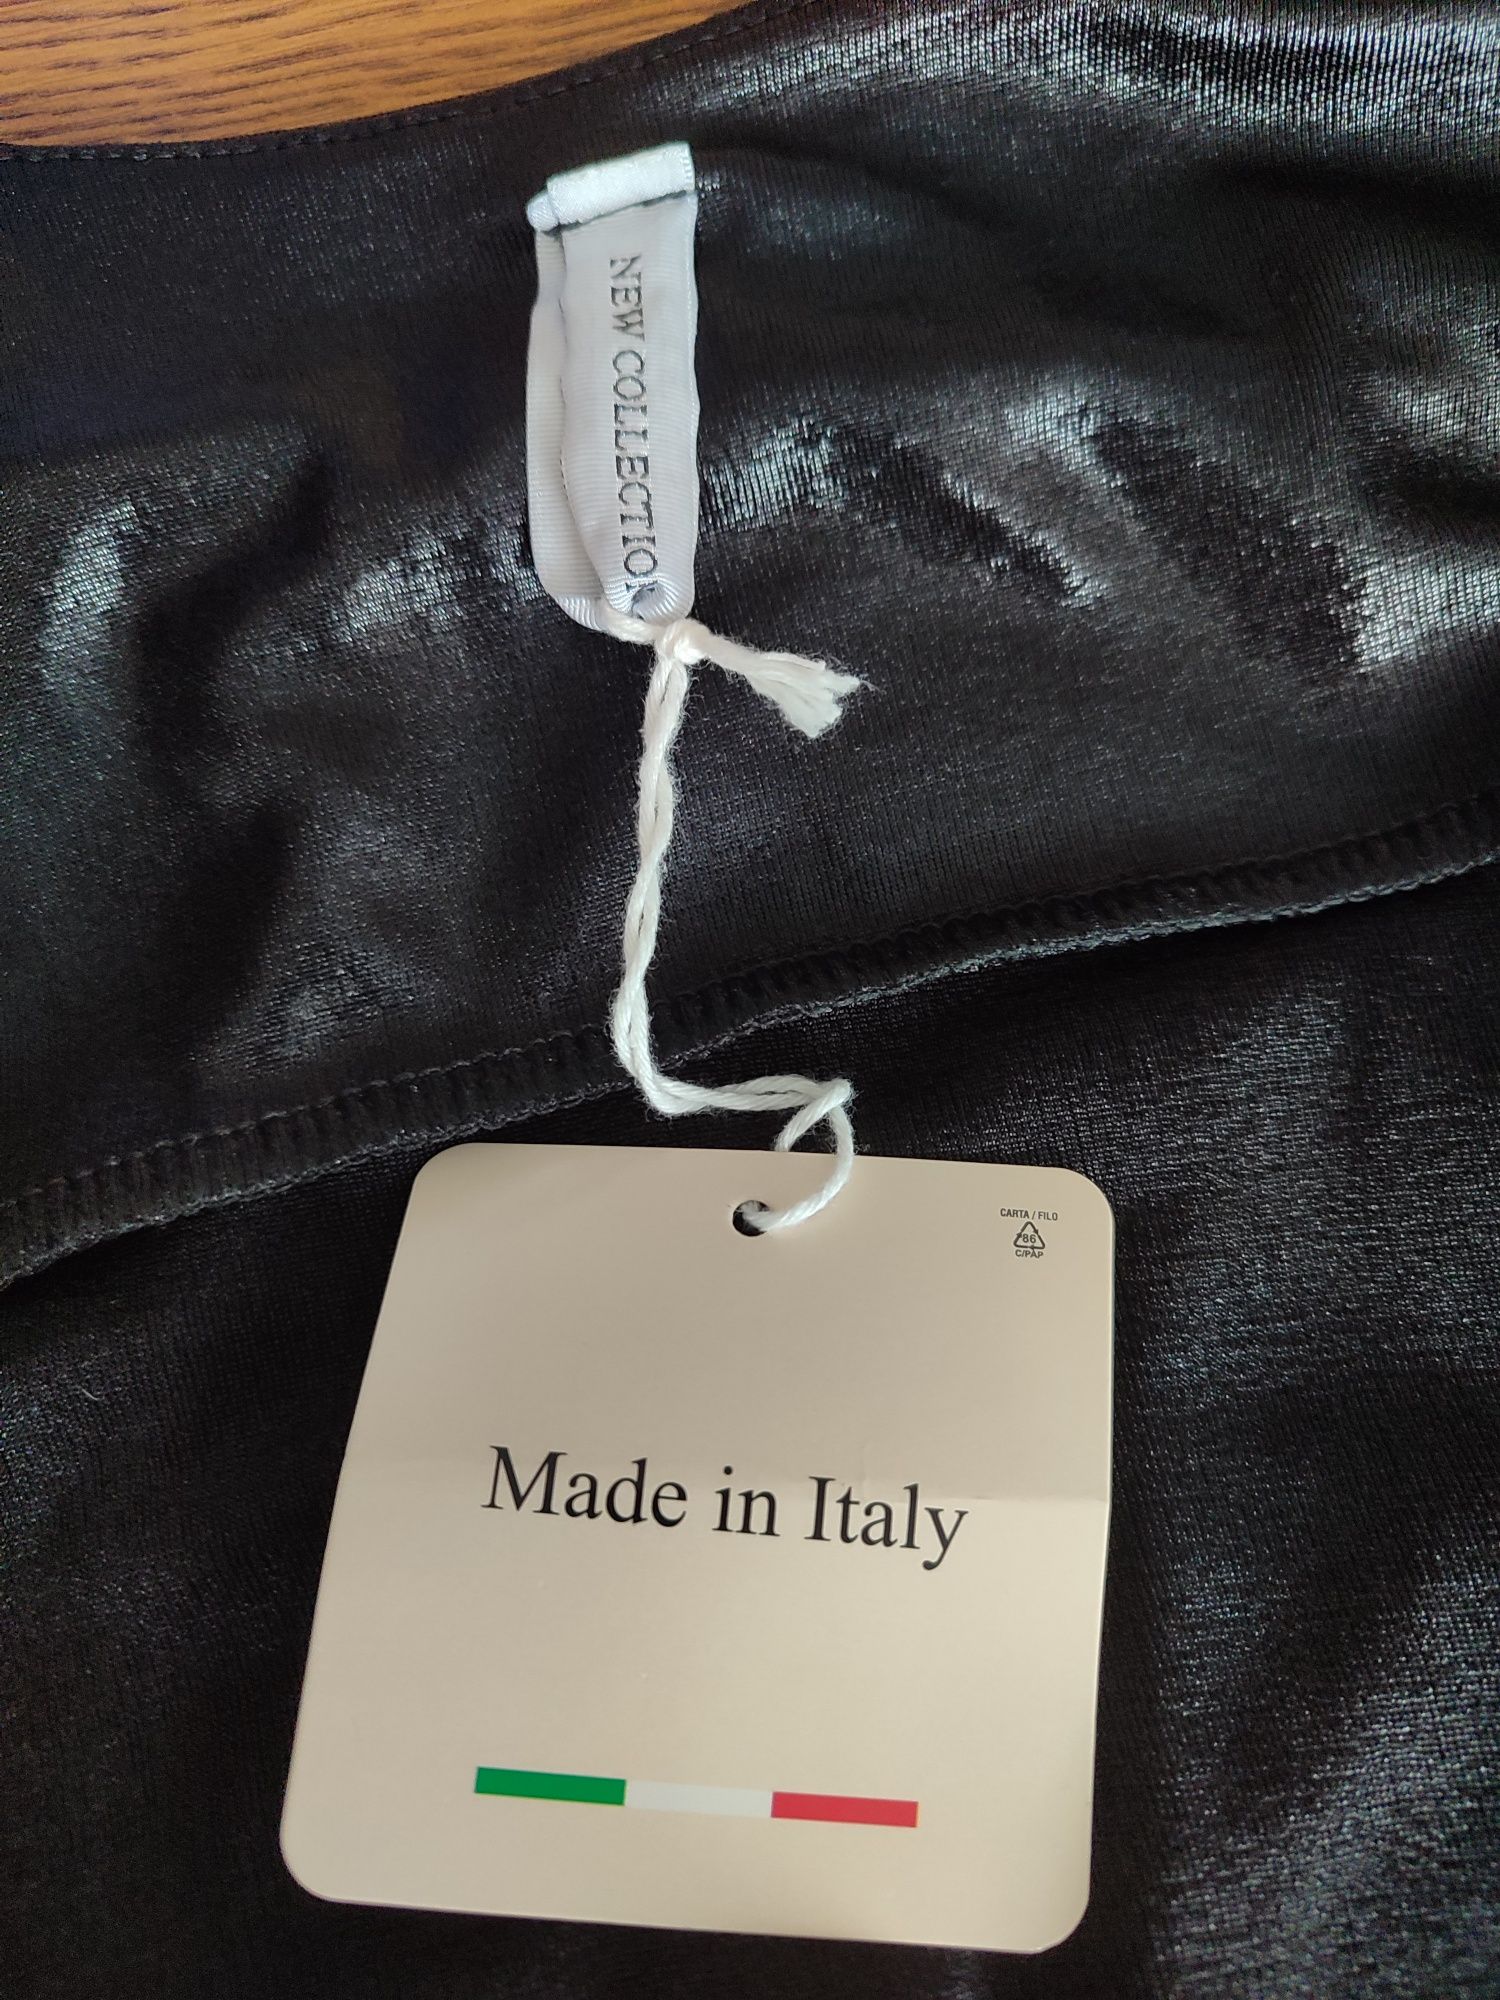 NEW COLLECTION
CARTA / FILO
86
C/PAP
Made in Italy